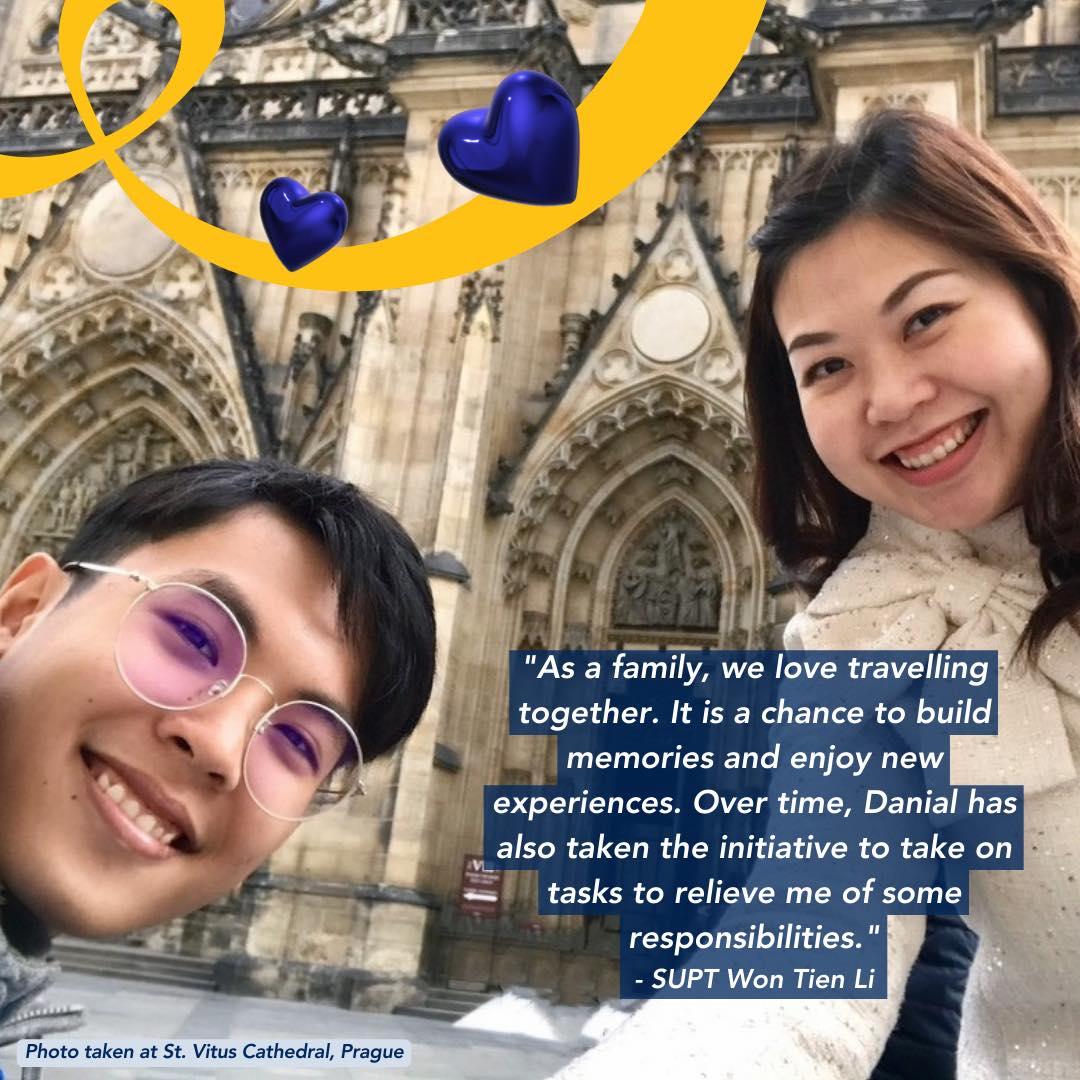 "As a family, we love travelling
together. It is a chance to build
memories and enjoy new
experiences. Over time, Danial has
also taken the initiative to take on
tasks to relieve me of some
responsibilities."
- SUPT Won Tien Li
Photo taken at St. Vitus Cathedral, Prague